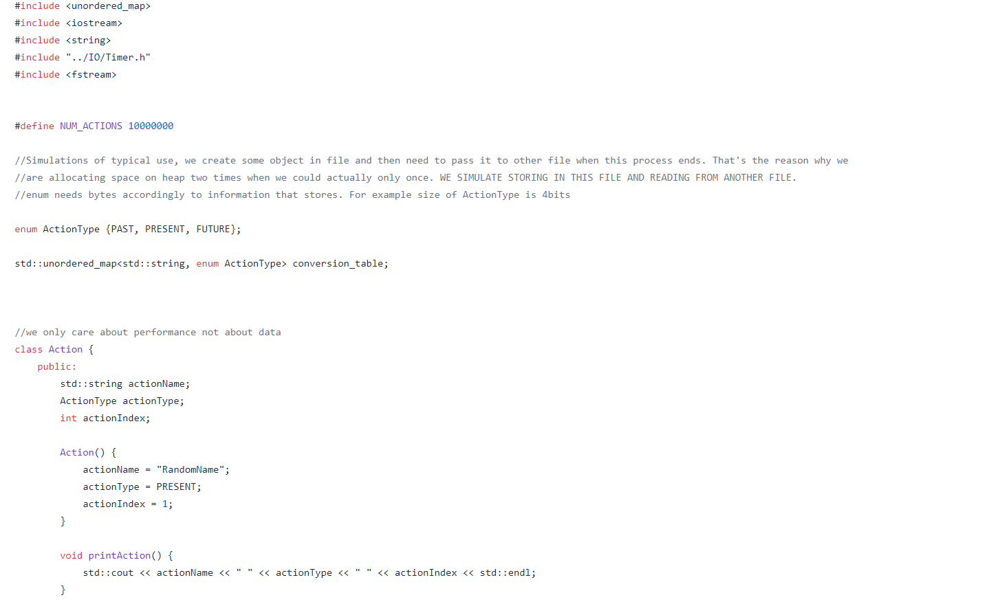 #include <unordered_map>
#include <iostream>
#include <string>
#include "../IO/Timer.h"
#include <fstream>
#define NUM_ACTIONS 10000000
//Simulations of typical use, we create some object in file and then need to pass it to other file when this process ends. That's the reason why we
//are allocating space on heap two times when we could actually only once. WE SIMULATE STORING IN THIS FILE AND READING FROM ANOTHER FILE.
//enum needs bytes accordingly to information that stores. For example size of ActionType is 4bits
enum ActionType {PAST, PRESENT, FUTURE};
std::unordered_map<std::string, enum ActionType> conversion_table;
//we only care about performance not about data
class Action {
    public:
        std::string actionName;
        ActionType actionType;
        int actionIndex;
        Action() {
            actionName = "RandomName";
            actionType = PRESENT;
            actionIndex = 1;
        }
        void printAction() {
            std::cout << actionName << " " << actionType << " " << actionIndex << std::endl;
        }